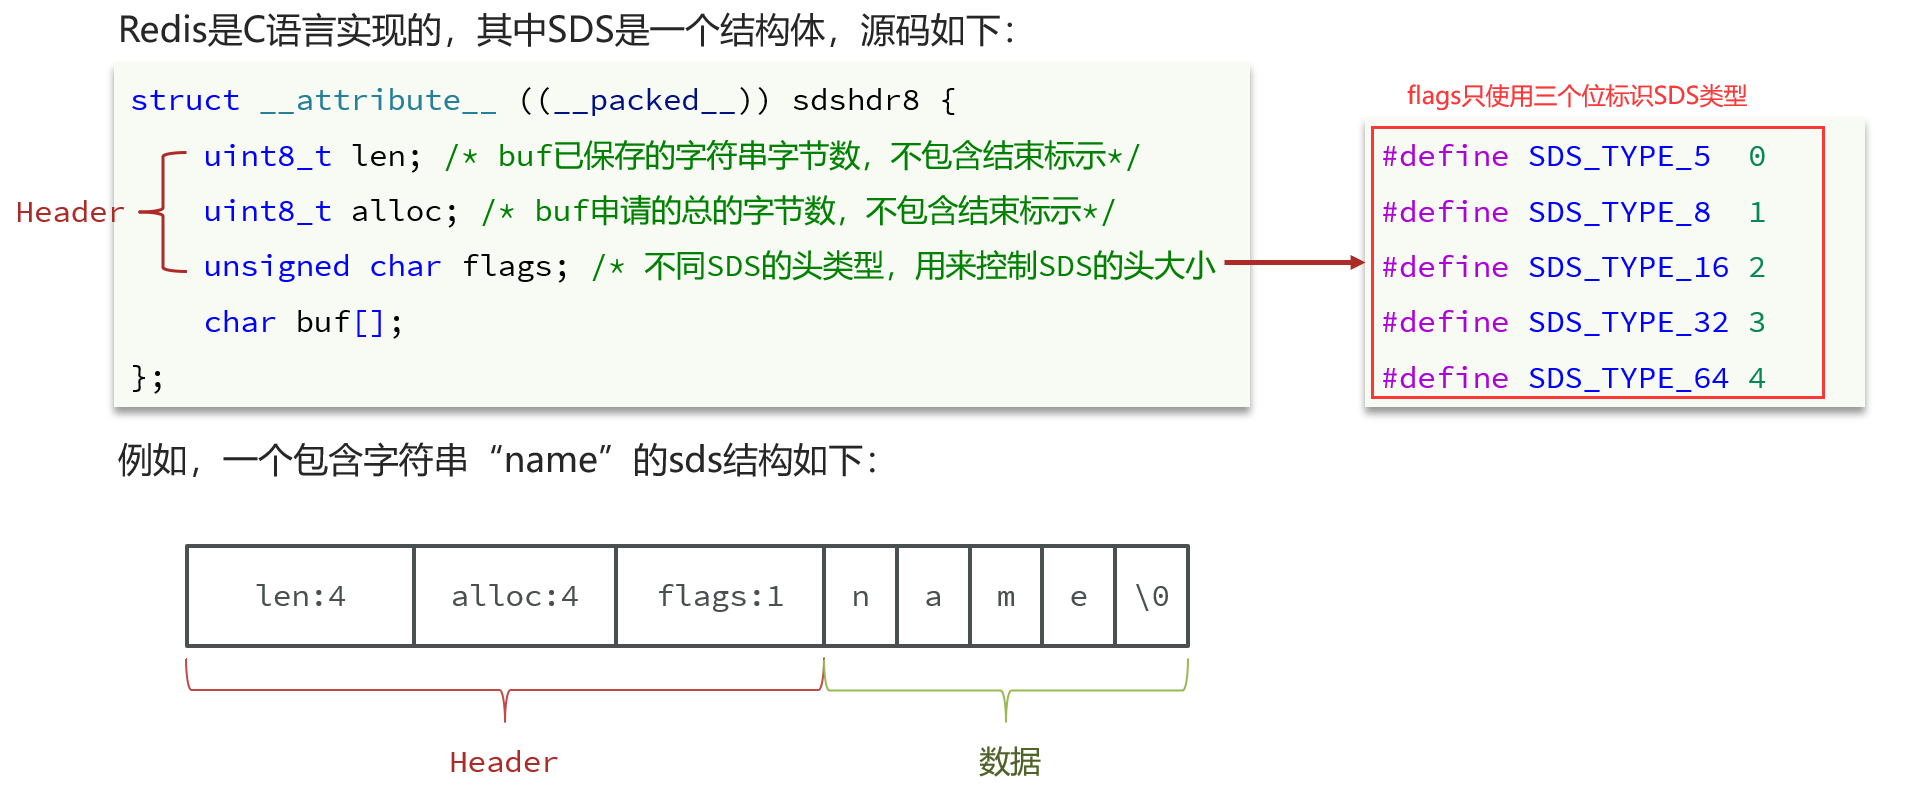 Redis是C语言实现的，其中SDS是一个结构体，源码如下：
struct __attribute__ ((__packed__)) sdshdr8 {
uint8_t len; /* buf已保存的字符串字节数，不包含结束标示*/
uint8_t alloc; /* buf申请的总的字节数，不包含结束标示*/
unsigned char flags; /* 不同SDS的头类型，用来控制SDS的头大小
char buf[];
};
Header
flags只使用三个位标识SDS类型
#define SDS_TYPE_5 0
#define SDS_TYPE_8 1
#define SDS_TYPE_16 2
#define SDS_TYPE_32 3
#define SDS_TYPE_64 4
例如，一个包含字符串“name”的sds结构如下：
len:4 alloc:4 flags:1 n a m e \0
Header 数据